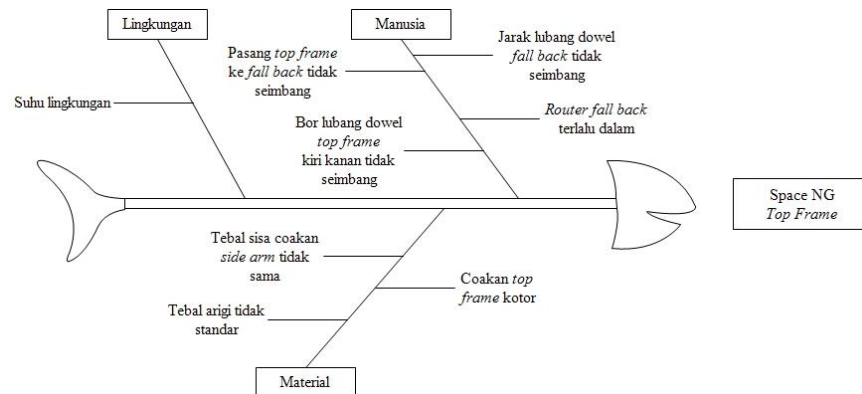 Lingkungan
Manusia
Pasang top frame
ke fall back tidak
seimbang
Jarak lubang dowel
fall back tidak
seimbang
Suhu lingkungan
Bor lubang dowel
top frame
kiri kanan tidak
seimbang
Router fall back
terlalu dalam
Space NG
Top Frame
Tebal sisa coakan
side arm tidak
sama
Coakan top
frame kotor
Tebal arigi tidak
standar
Material